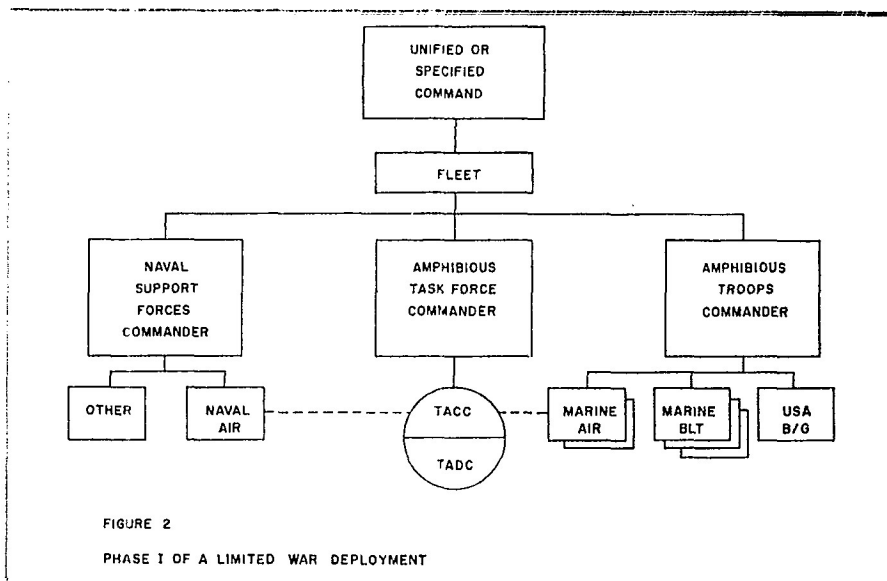 UNIFIED OR
SPECIFIED
COMMAND
FLEET
NAVAL
SUPPORT
FORCES
COMMANDER
AMPHIBIOUS
TASK FORCE
COMMANDER
AMPHIBIOUS
TROOPS
COMMANDER
OTHER
NAVAL
AIR
TACC
TADC
MARINE
AIR
MARINE
BLT
USA
B/G
FIGURE 2
PHASE I OF A LIMITED WAR DEPLOYMENT